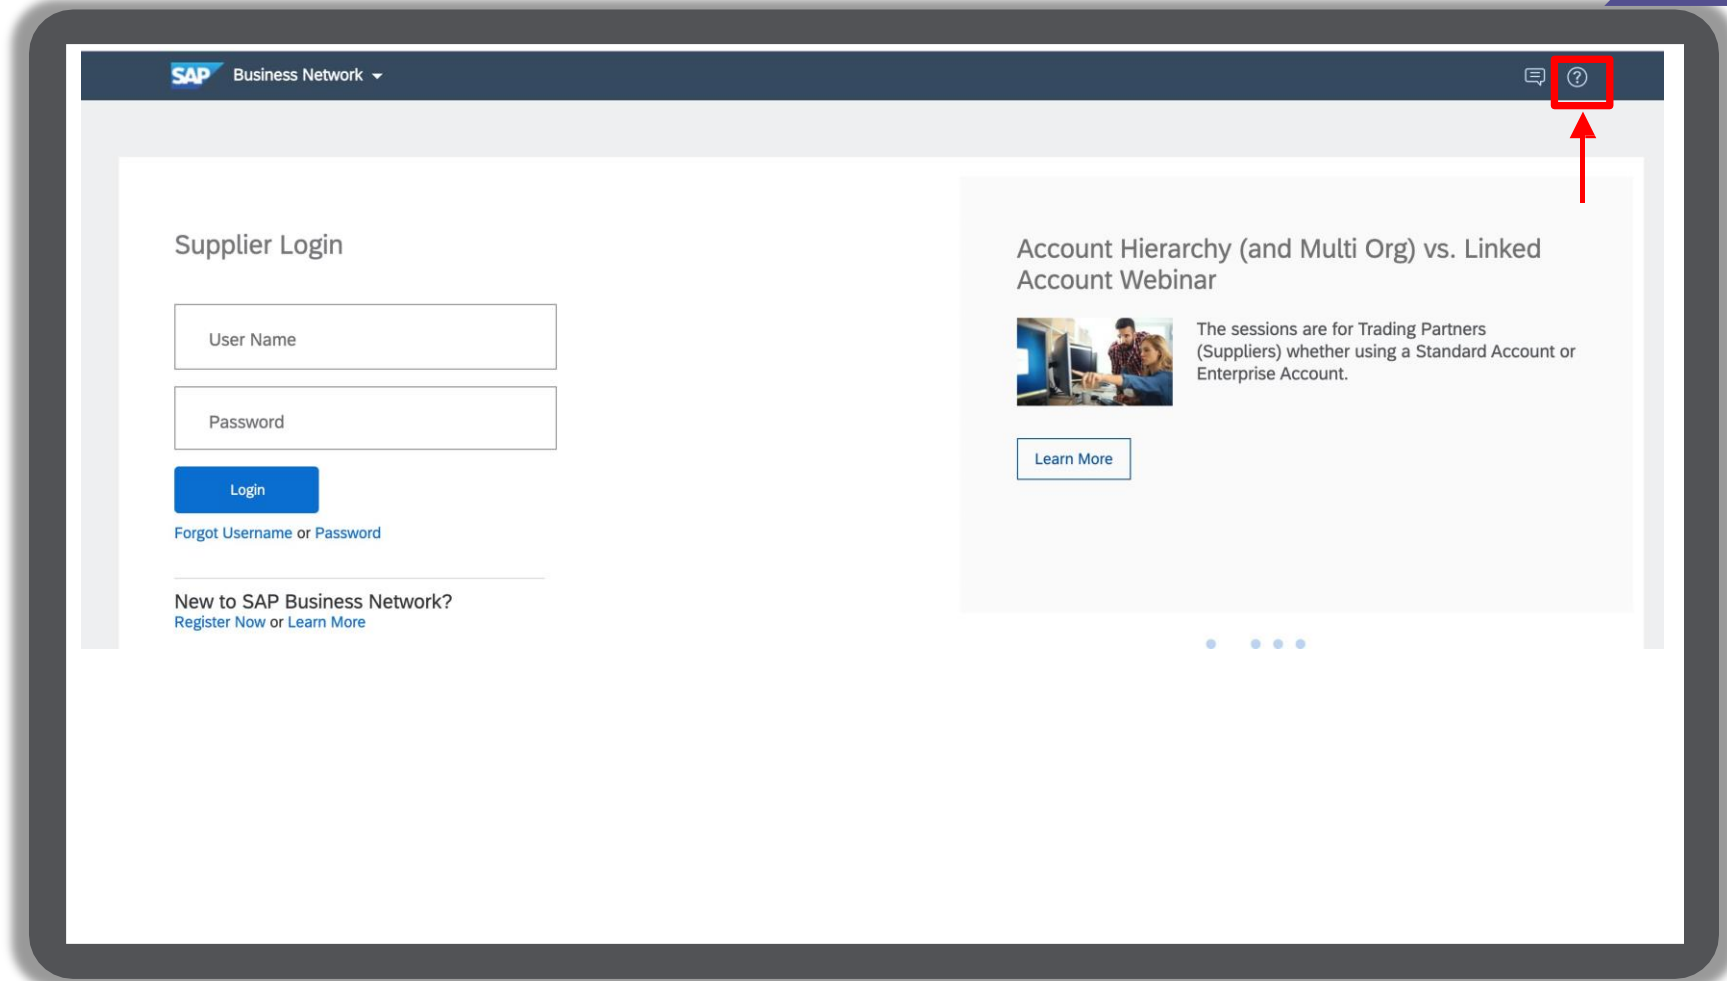 SAP Business Network
Supplier Login
User Name
Password
Login
Forgot Username or Password
New to SAP Business Network?
Register Now or Learn More
Account Hierarchy (and Multi Org) vs. Linked
Account Webinar
The sessions are for Trading Partners
(Suppliers) whether using a Standard Account or
Enterprise Account.
Learn More